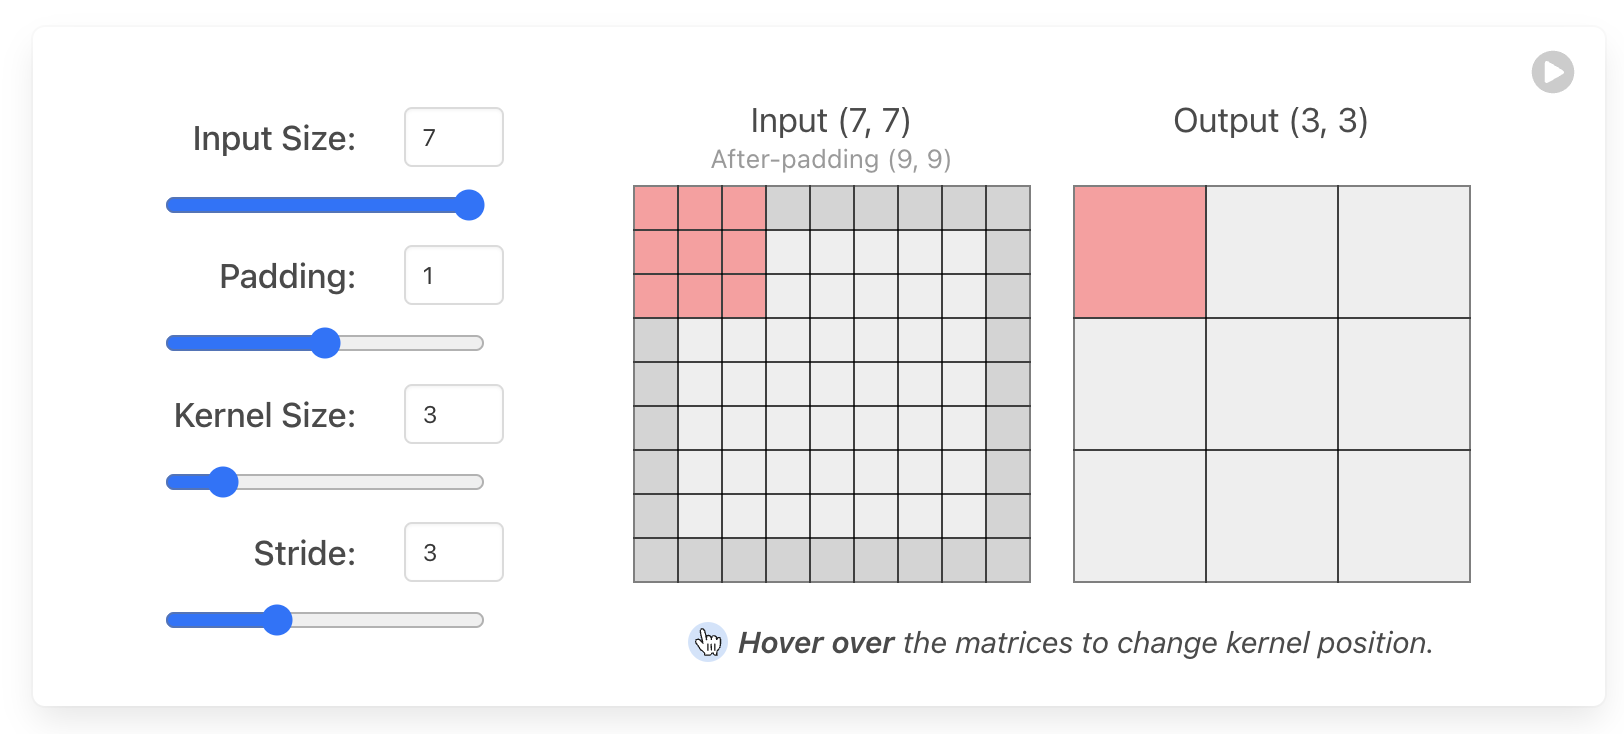 Input Size:
7
Padding:
1
Kernel Size:
3
Stride:
3
Input (7, 7)
After-padding (9, 9)
Output (3, 3)
Hover over the matrices to change kernel position.